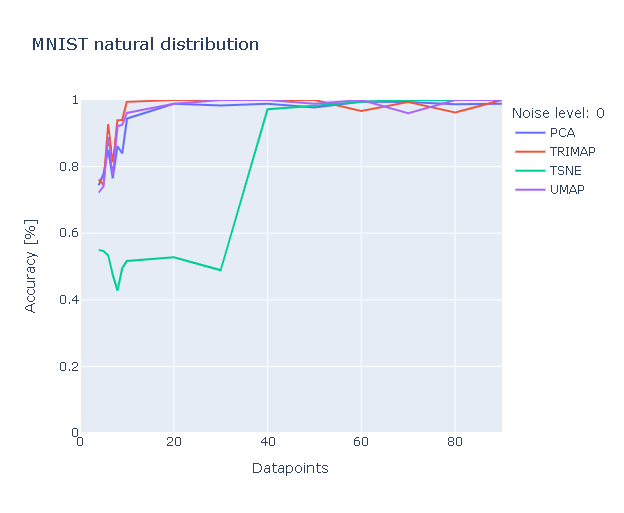 MNIST natural distribution
Noise level: 0
PCA
TRIMAP
TSNE
UMAP
Accuracy [%]
1
0.8
0.6
0.4
0.2
0
0
20
40
60
80
Datapoints